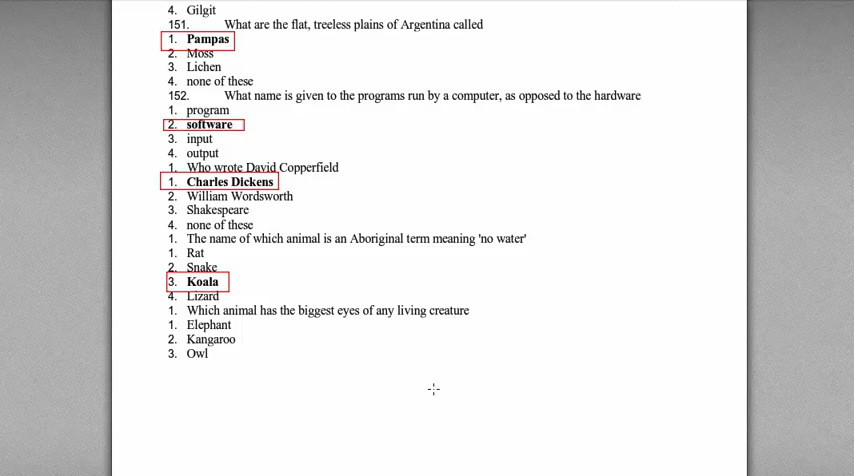 4. Gilgit
151. What are the flat, treeless plains of Argentina called
1. Pampas
2. Moss
3. Lichen
4. none of these
152. What name is given to the programs run by a computer, as opposed to the hardware
1. program
2. software
3. input
4. output
1. Who wrote David Copperfield
1. Charles Dickens
2. William Wordsworth
3. Shakespeare
4. none of these
1. The name of which animal is an Aboriginal term meaning 'no water'
1. Rat
2. Snake
3. Koala
4. Lizard
1. Which animal has the biggest eyes of any living creature
1. Elephant
2. Kangaroo
3. Owl